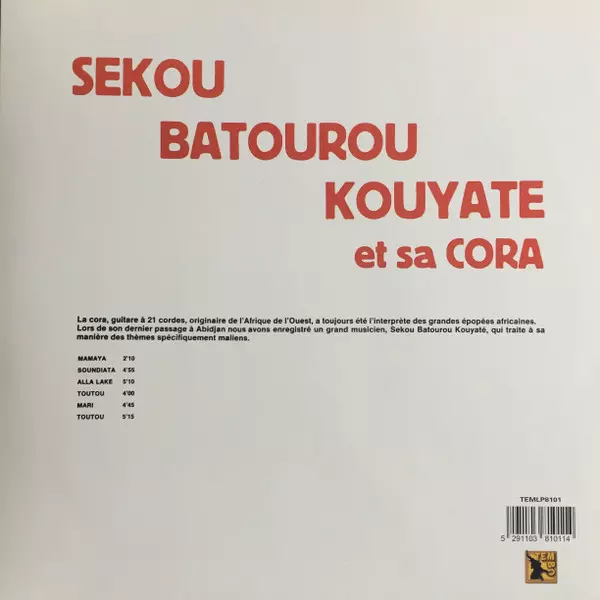 SEKOU
BATOUROU
KOUYATE
et sa CORA
La cora, guitare à 21 cordes, originaire de l'Afrique de l'Ouest, a toujours été l'interprète des grandes épopées africaines.
Lors de son dernier passage à Abidjan nous avons enregistré un grand musicien, Sekou Batourou Kouyaté, qui traite à sa
manière des thèmes spécifiquement maliens.
MAMAYA 2'10
SOUNDIATA 4'55
ALLA LAKE 5'10
TOUTOU 4'00
MARI 4'45
TOUTOU 5'15
TEMLP8101
5 291103 810114
TEMBO